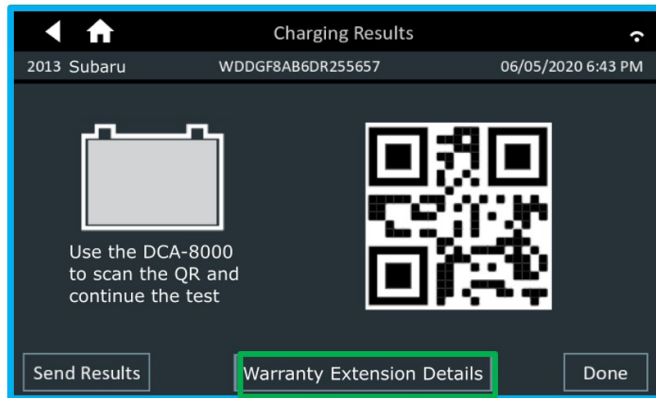 Charging Results
2013 Subaru WDDGF8AB6DR255657 06/05/2020 6:43 PM
Use the DCA-8000
to scan the QR and
continue the test
Send Results Warranty Extension Details Done